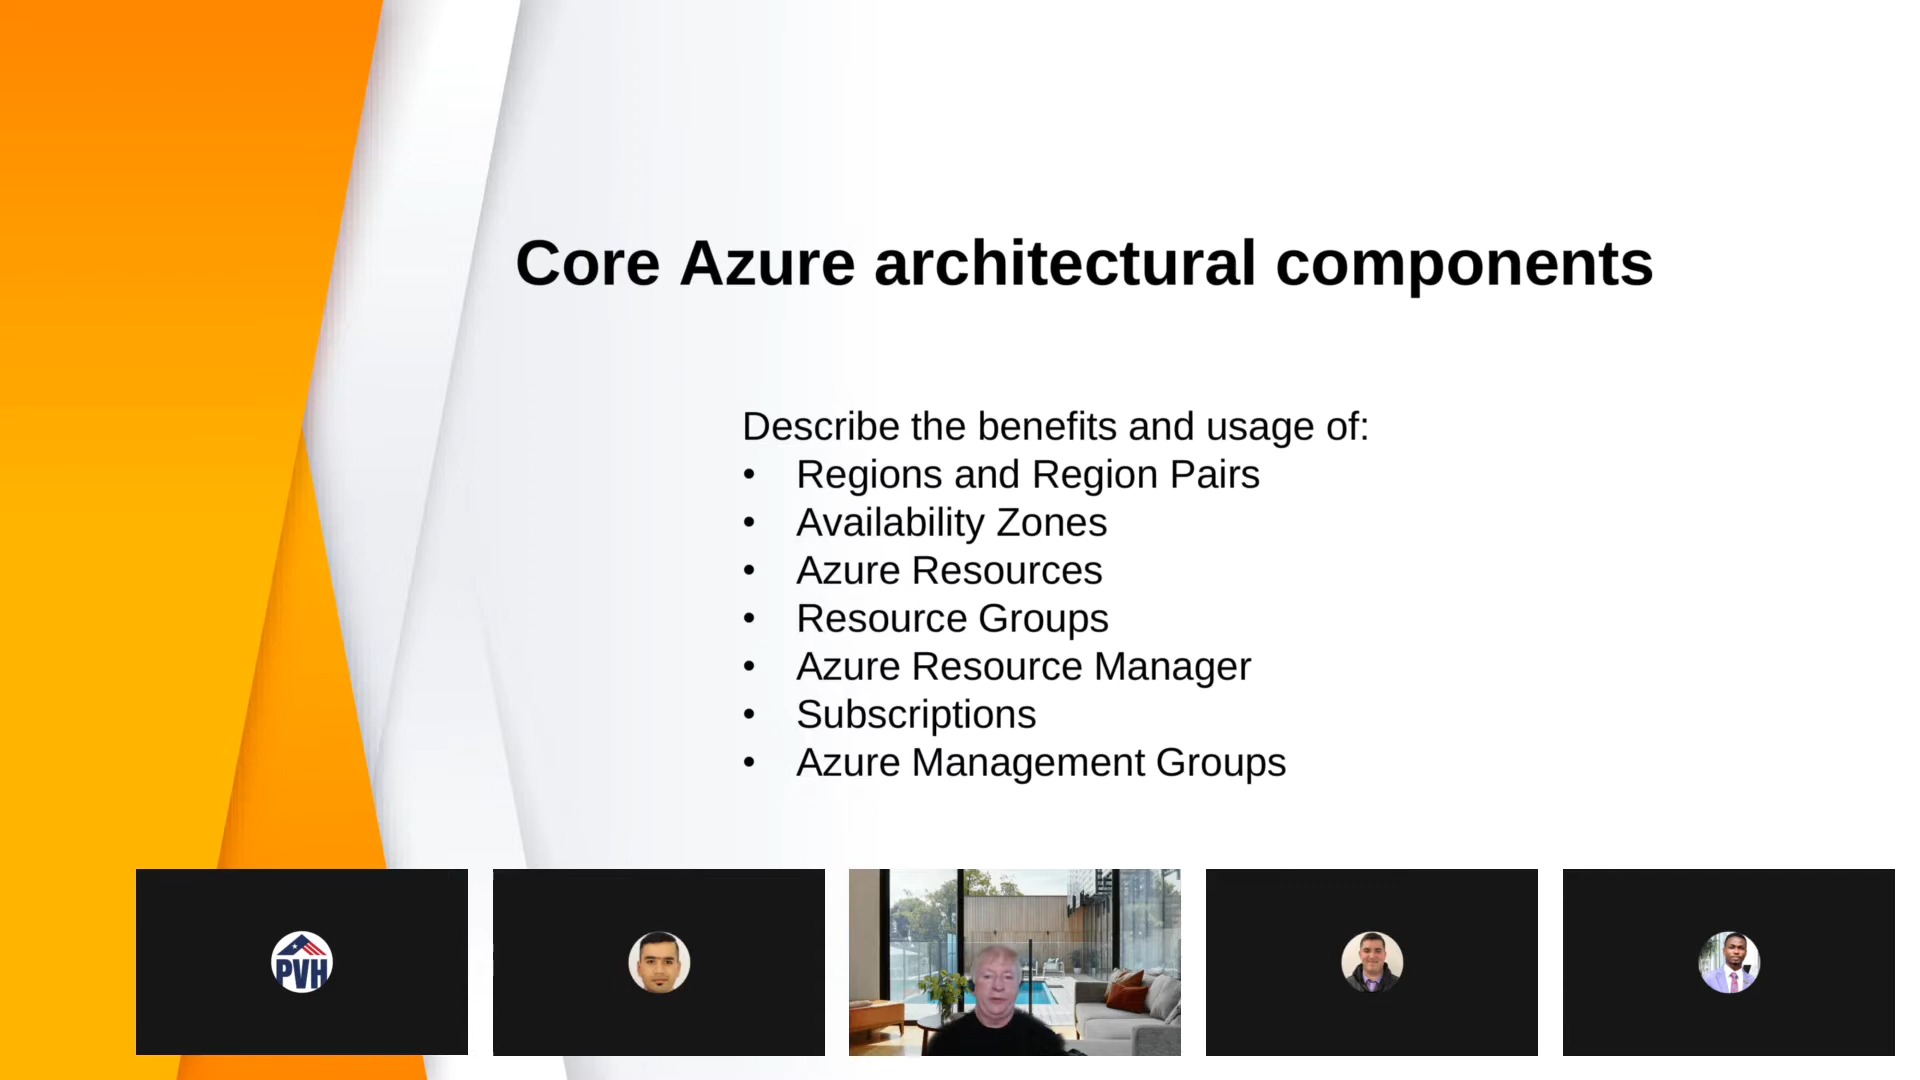 Core Azure architectural components
Describe the benefits and usage of:
• Regions and Region Pairs
• Availability Zones
• Azure Resources
• Resource Groups
• Azure Resource Manager
• Subscriptions
• Azure Management Groups
PVH